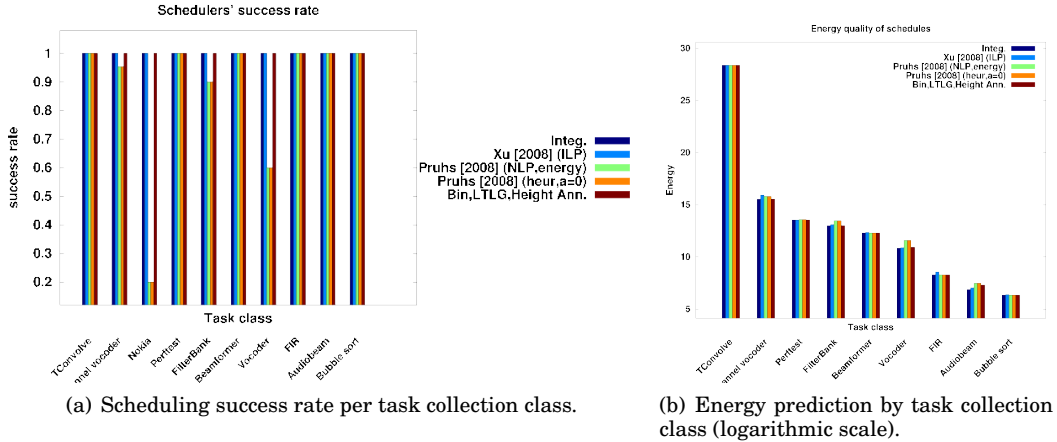 Schedulers' success rate
1
0.9
0.8
0.7
0.6
0.5
0.4
0.3
0.2
success rate
TConvolve
nnel vocoder
Nokia
Perftest
FilterBank
Beamformer
Vocoder
FIR
Audiobeam
Bubble sort
Task class
Integ.
Xu [2008] (ILP)
Pruhs [2008] (NLP,energy)
Pruhs [2008] (heur,a=0)
Bin,LTLG,Height Ann.
(a) Scheduling success rate per task collection class.
Energy quality of schedules
30
25
20
15
10
5
Energy
Integ.
Xu [2008] (ILP)
Pruhs [2008] (NLP,energy)
Pruhs [2008] (heur,a=0)
Bin,LTLG,Height Ann.
Task class
TConvolve
annel vocoder
Perftest
FilterBank
Beamformer
Vocoder
FIR
Audiobeam
Bubble sort
(b) Energy prediction by task collection
class (logarithmic scale).